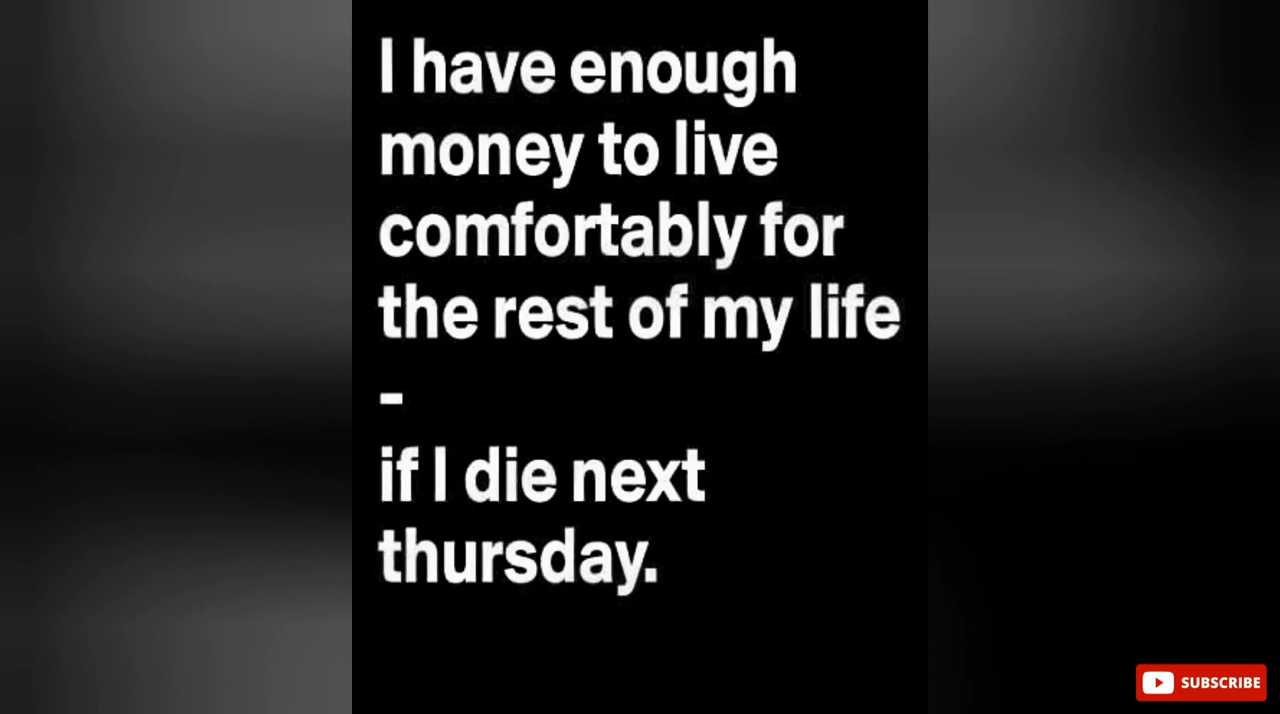 I have enough
money to live
comfortably for
the rest of my life
-
if I die next
thursday.
SUBSCRIBE